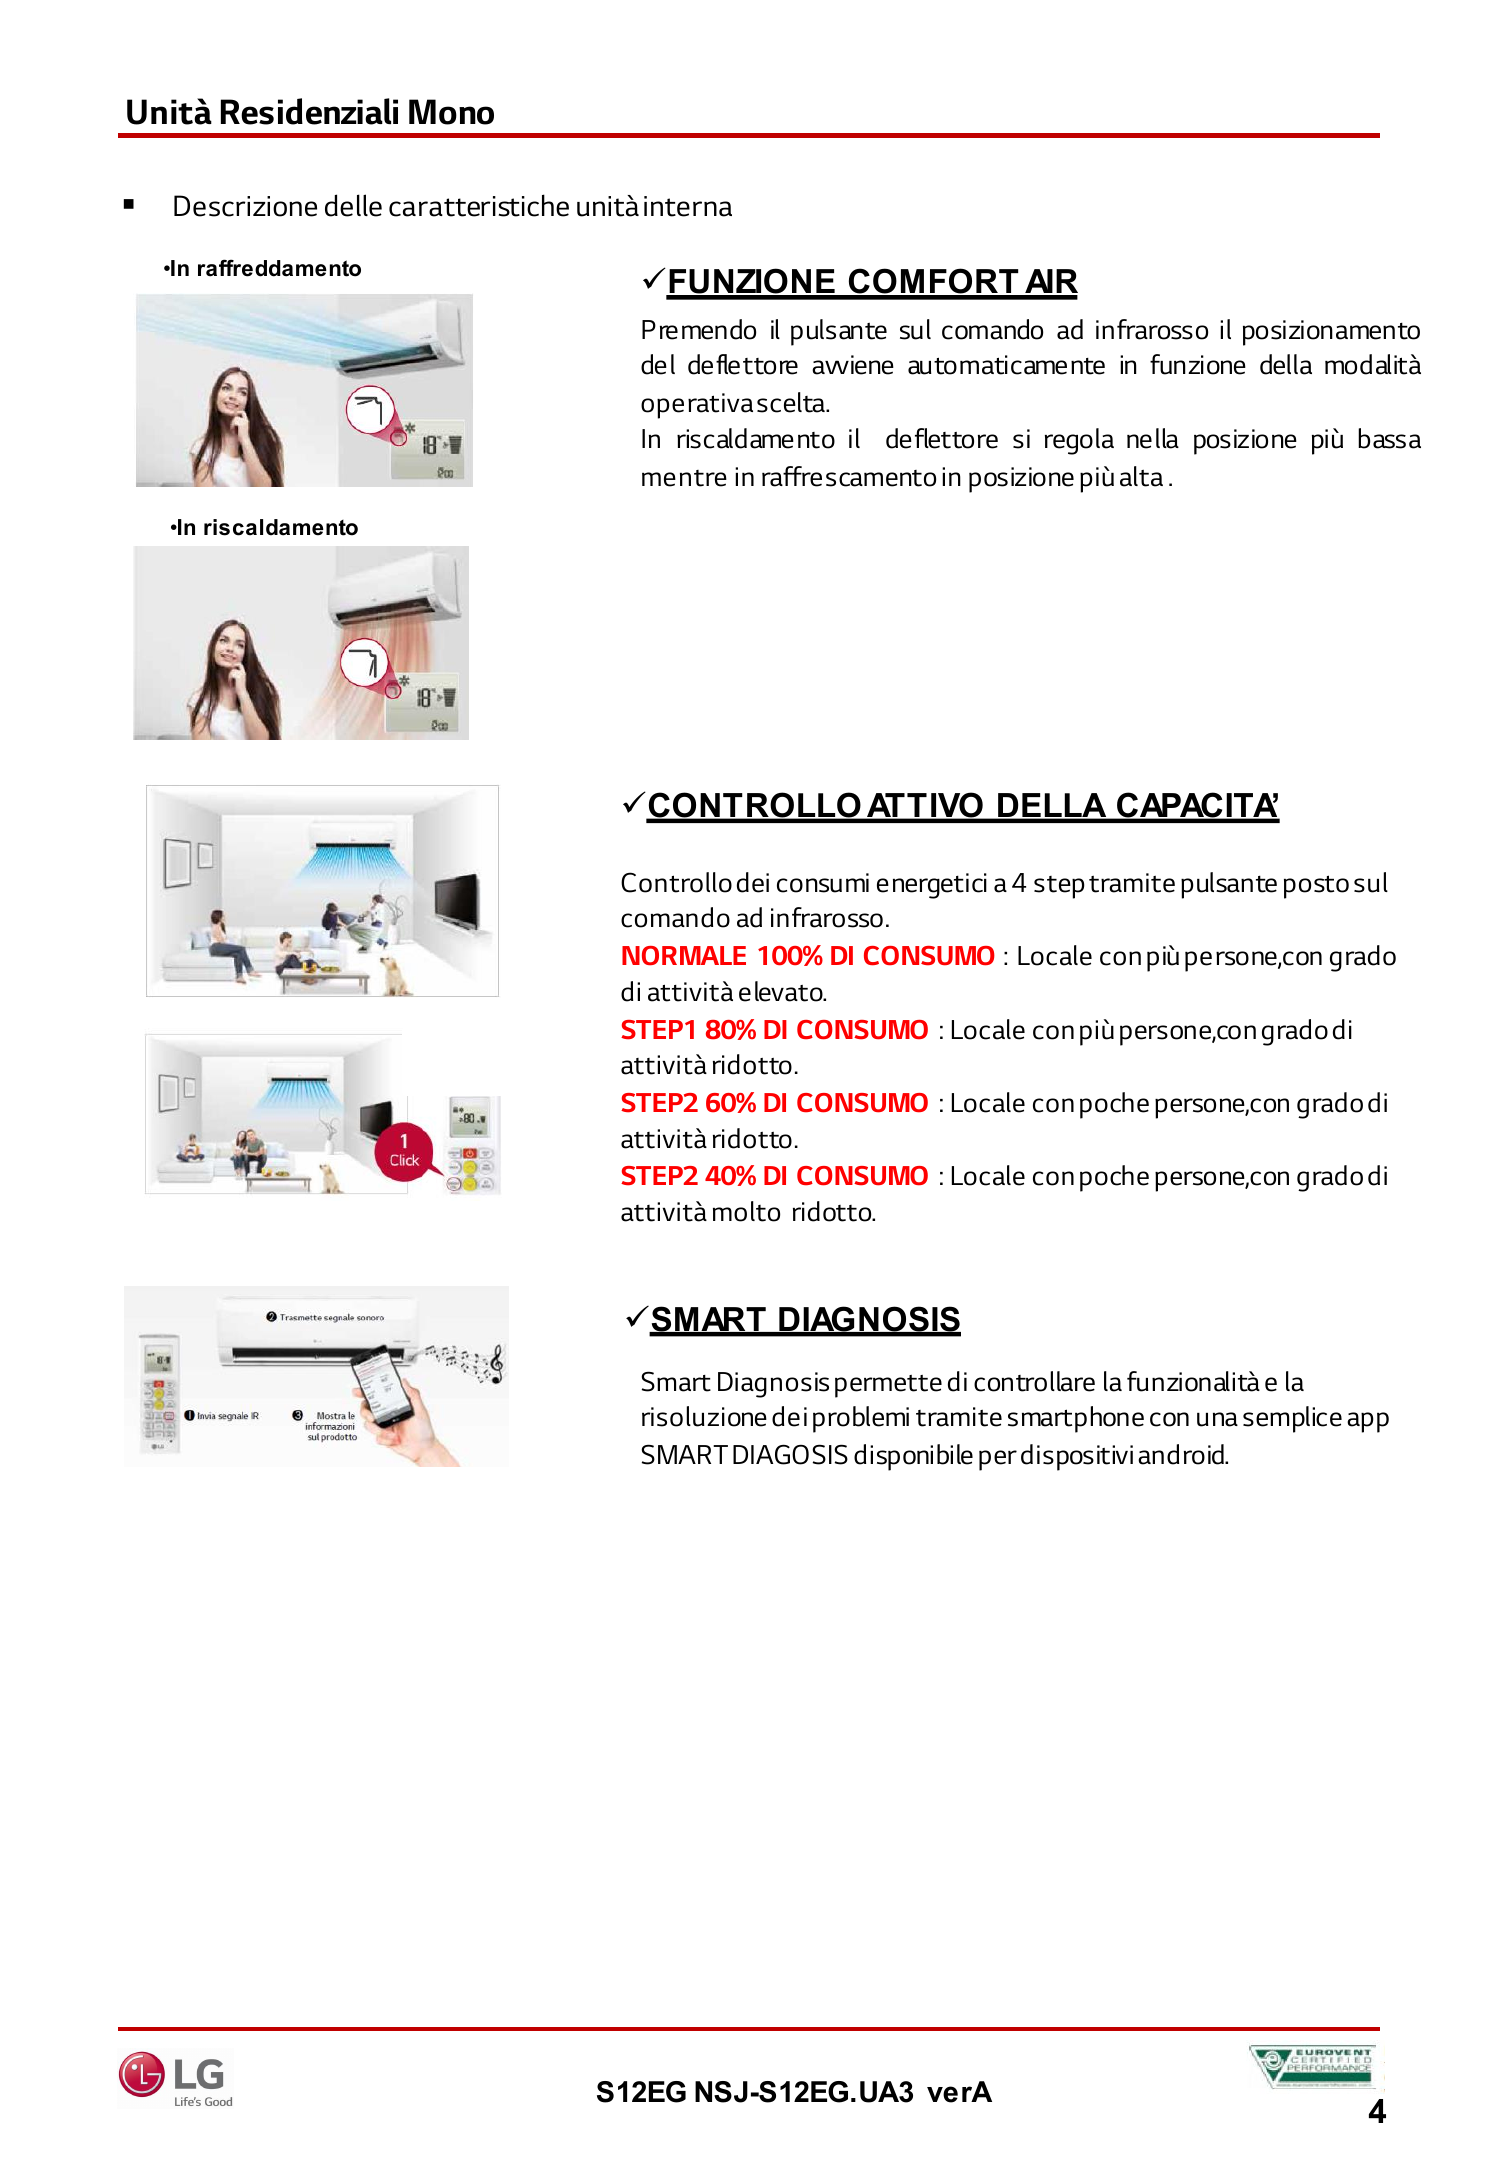 Unità Residenziali Mono
▪ Descrizione delle caratteristiche unità interna
•In raffreddamento
18
•In riscaldamento
18
✓FUNZIONE COMFORT AIR
Premendo il pulsante sul comando ad infrarosso il posizionamento
del deflettore avviene automaticamente in funzione della modalità
operativa scelta.
In riscaldamento il deflettore si regola nella posizione più bassa
mentre in raffrescamento in posizione più alta .
✓CONTROLLO ATTIVO DELLA CAPACITA’
Controllo dei consumi energetici a 4 step tramite pulsante posto sul
comando ad infrarosso.
NORMALE 100% DI CONSUMO : Locale con più persone,con grado
di attività elevato.
STEP1 80% DI CONSUMO : Locale con più persone,con grado di
attività ridotto.
STEP2 60% DI CONSUMO : Locale con poche persone,con grado di
attività ridotto.
STEP2 40% DI CONSUMO : Locale con poche persone,con grado di
attività molto ridotto.
80
1
Click
✓SMART DIAGNOSIS
Smart Diagnosis permette di controllare la funzionalità e la
risoluzione dei problemi tramite smartphone con una semplice app
SMART DIAGOSIS disponibile per dispositivi android.
❷ Trasmette segnale sonoro
❶ Invia segnale IR
❸ Mostra le
informazioni
sul prodotto
LG
LG
Life's Good
S12EG NSJ-S12EG.UA3 verA
EUROVENT
CERTIFIED
PERFORMANCE
4